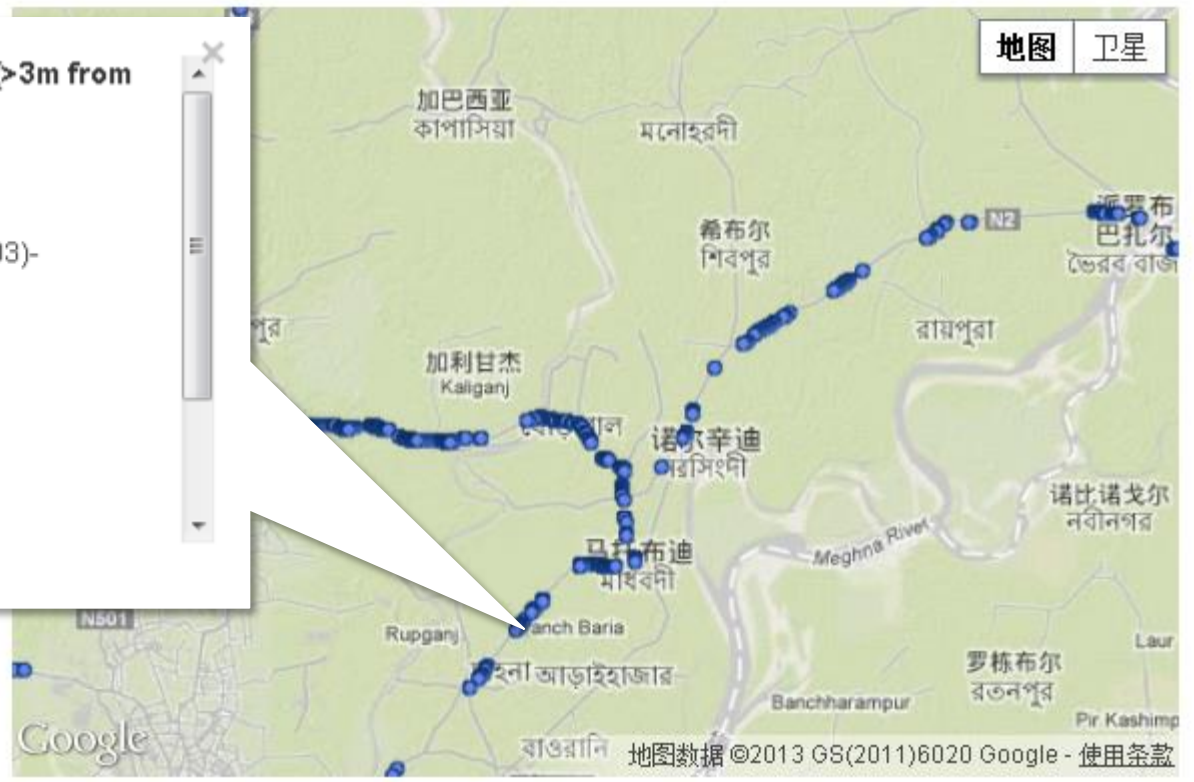 >3m from
03)-
地图 卫星
加巴西亚
কাপাসিয়া
মনোহরদী
N2
希布尔
শিবপুর
巴扎尔
ভৈরব বাজ
পুর
রায়পুরা
加利甘杰
Kaliganj
诺尔辛迪
নরসিংদী
诺比诺戈尔
নবীনগর
Meghna River
马托布迪
মাধবদী
N501
Rupganj
anch Baria
আড়াইহাজার
罗栋布尔
রতনপুর
Laur
Banchharampur
Pir Kashimp
Google
地图数据 ©2013 GS(2011)6020 Google - 使用条款